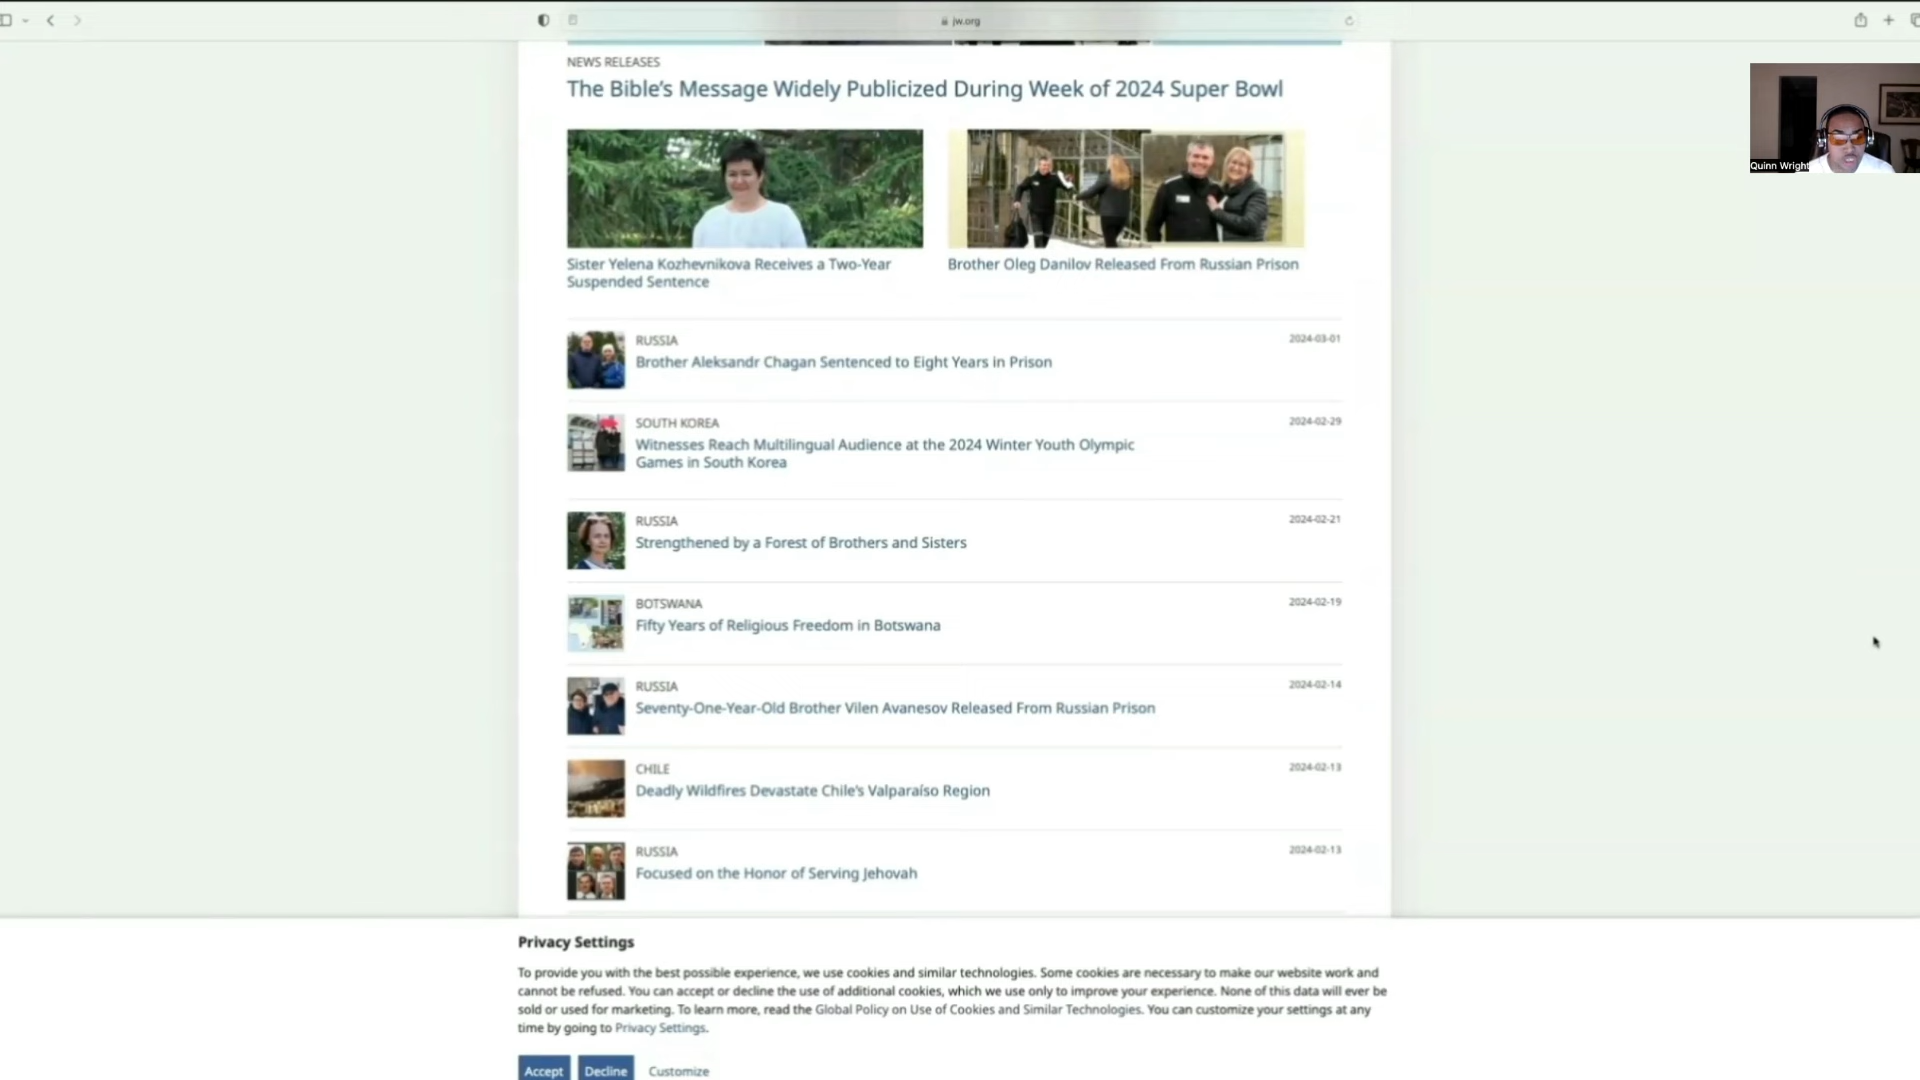 jw.org
NEWS RELEASES
The Bible's Message Widely Publicized During Week of 2024 Super Bowl
Quinn Wright
Sister Yelena Kozhevnikova Receives a Two-Year
Suspended Sentence
Brother Oleg Danilov Released From Russian Prison
RUSSIA
2024-03-01
Brother Aleksandr Chagan Sentenced to Eight Years in Prison
SOUTH KOREA
2024-02-29
Witnesses Reach Multilingual Audience at the 2024 Winter Youth Olympic
Games in South Korea
RUSSIA
2024-02-21
Strengthened by a Forest of Brothers and Sisters
BOTSWANA
2024-02-19
Fifty Years of Religious Freedom in Botswana
RUSSIA
2024-02-14
Seventy-One-Year-Old Brother Vilen Avanesov Released From Russian Prison
CHILE
2024-02-13
Deadly Wildfires Devastate Chile's Valparaíso Region
RUSSIA
2024-02-13
Focused on the Honor of Serving Jehovah
Privacy Settings
To provide you with the best possible experience, we use cookies and similar technologies. Some cookies are necessary to make our website work and
cannot be refused. You can accept or decline the use of additional cookies, which we use only to improve your experience. None of this data will ever be
sold or used for marketing. To learn more, read the Global Policy on Use of Cookies and Similar Technologies. You can customize your settings at any
time by going to Privacy Settings.
Accept
Decline
Customize